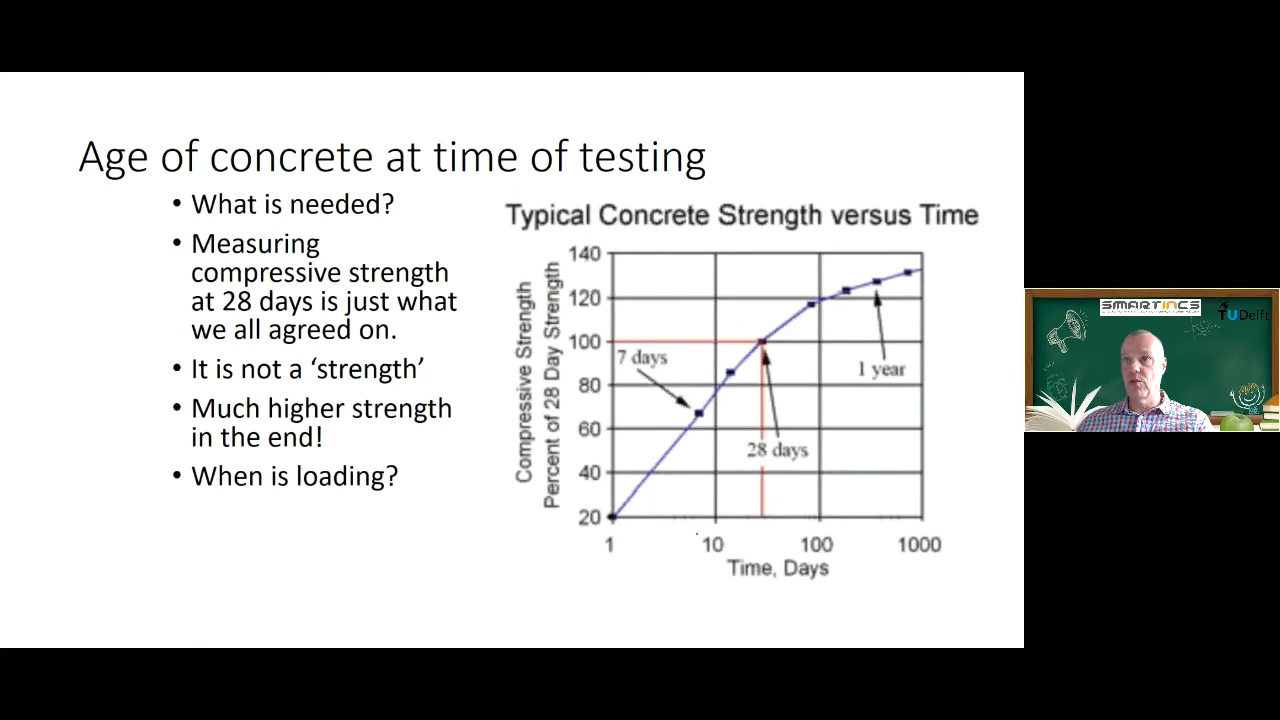 Age of concrete at time of testing
• What is needed?
• Measuring
compressive strength
at 28 days is just what
we all agreed on.
• It is not a ‘strength’
• Much higher strength
in the end!
• When is loading?
Typical Concrete Strength versus Time
Compressive Strength
Percent of 28 Day Strength
140
120
100
80
60
40
20
7 days
28 days
1 year
1
10
100
1000
Time, Days
SMARTINCS
TUDelft